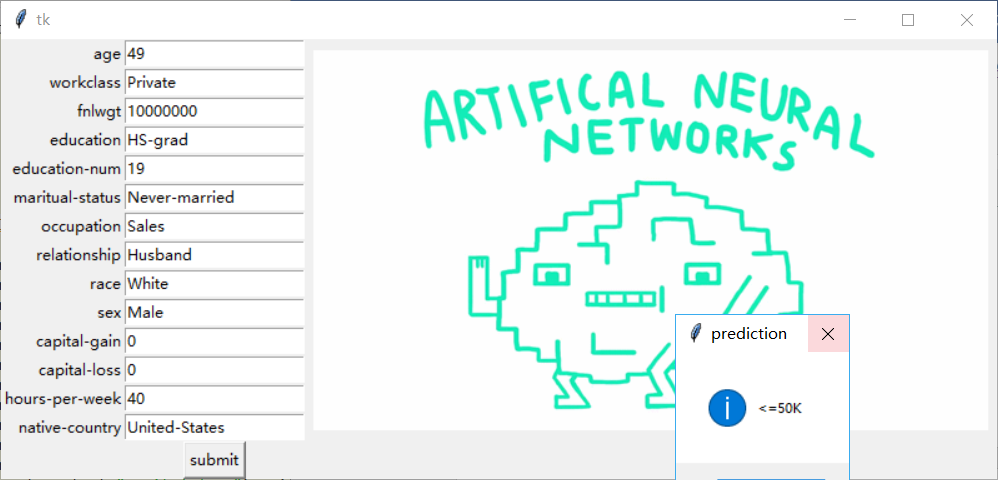 tk
age 49
workclass Private
fnlwgt 10000000
education HS-grad
education-num 19
maritual-status Never-married
occupation Sales
relationship Husband
race White
sex Male
capital-gain 0
capital-loss 0
hours-per-week 40
native-country United-States
submit
ARTIFICAL NEURAL
NETWORKS
prediction
<=50K